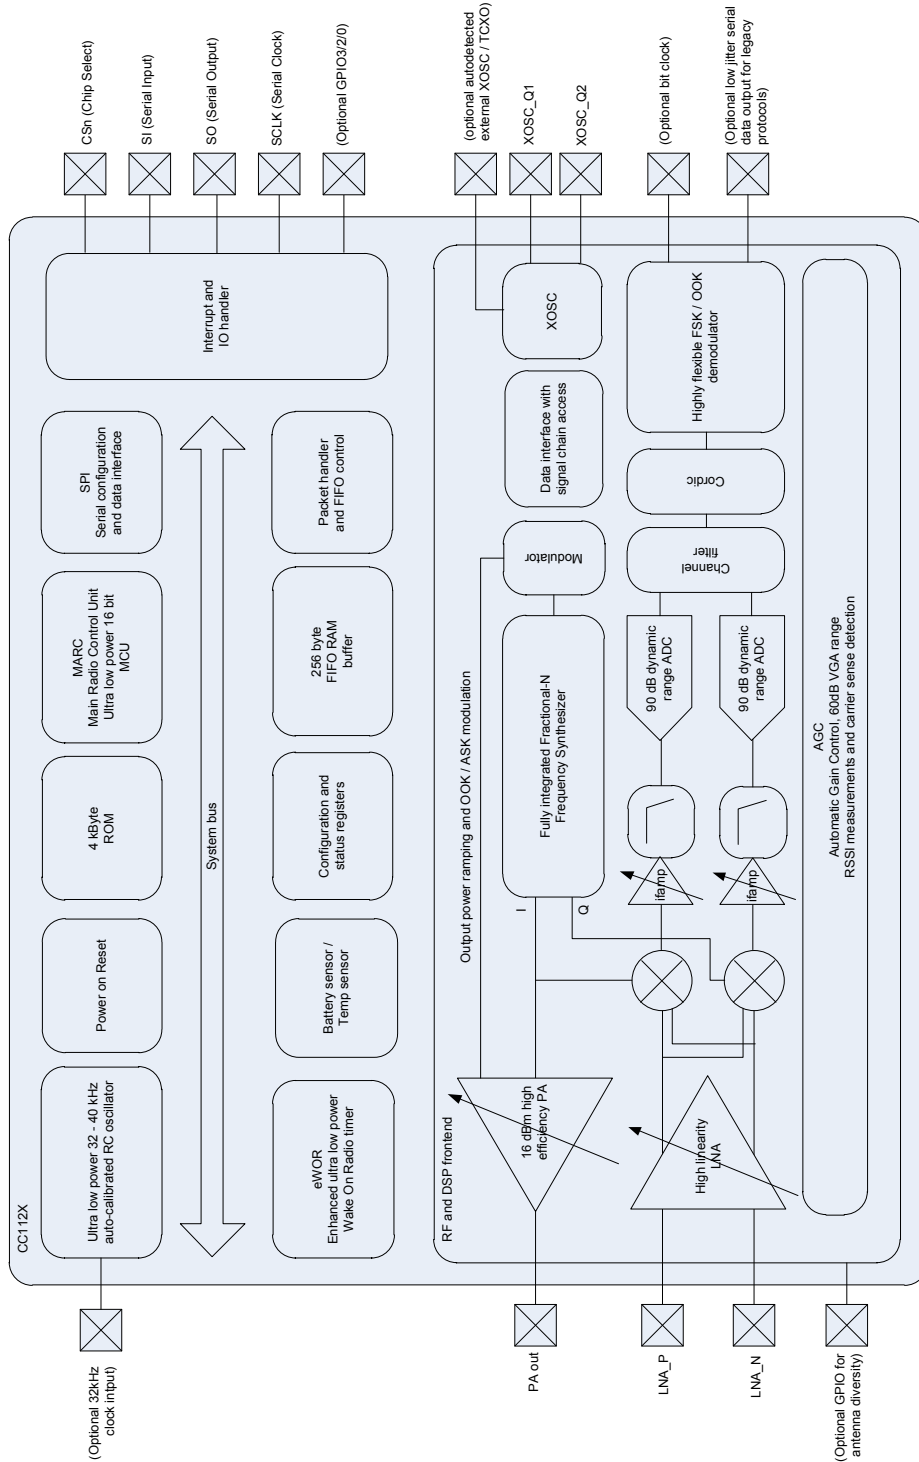 CC112X
(Optional 32kHz
clock intput)
Ultra low power 32 - 40 kHz
auto-calibrated RC oscillator
Power on Reset
4 kByte
ROM
MARC
Main Radio Control Unit
Ultra low power 16 bit
MCU
SPI
Serial configuration
and data interface
Interrupt and
IO handler
CSn (Chip Select)
SI (Serial Input)
SO (Serial Output)
SCLK (Serial Clock)
(Optional GPIO3/2/0)
System bus
eWOR
Enhanced ultra low power
Wake On Radio timer
Battery sensor /
Temp sensor
Configuration and
status registers
256 byte
FIFO RAM
buffer
Packet handler
and FIFO control
RF and DSP frontend
Output power ramping and OOK / ASK modulation
PA out
16 dBm high
efficiency PA
I
Q
Fully integrated Fractional-N
Frequency Synthesizer
Modulator
Data interface with
signal chain access
XOSC
(optional autodetected
external XOSC / TCXO)
XOSC_Q1
XOSC_Q2
LNA_P
LNA_N
High linearity
LNA
ifamp
ifamp
90 dB dynamic
range ADC
90 dB dynamic
range ADC
Channel
filter
Cordic
Highly flexible FSK / OOK
demodulator
(Optional bit clock)
(Optional low jitter serial
data output for legacy
protocols)
AGC
Automatic Gain Control, 60dB VGA range
RSSI measurements and carrier sense detection
(Optional GPIO for
antenna diversity)